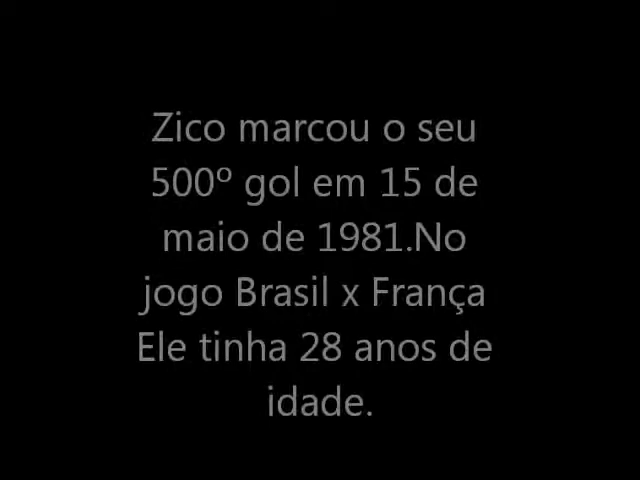 Zico marcou o seu
500º gol em 15 de
maio de 1981.No
jogo Brasil x França
Ele tinha 28 anos de
idade.